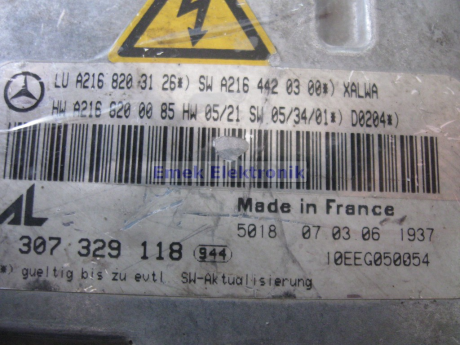 LU A216 820 31 26*) SW A216 442 03 00*) XALWA
HW A216 820 00 85 HW 05/21 SW 05/34/01*) D0204*)
Emek Elektronik
AL
Made in France
5018 07 03 06 1937
307 329 118 944
10EEG050054
*) gueltig bis zu evtl. SW-Aktualisierung